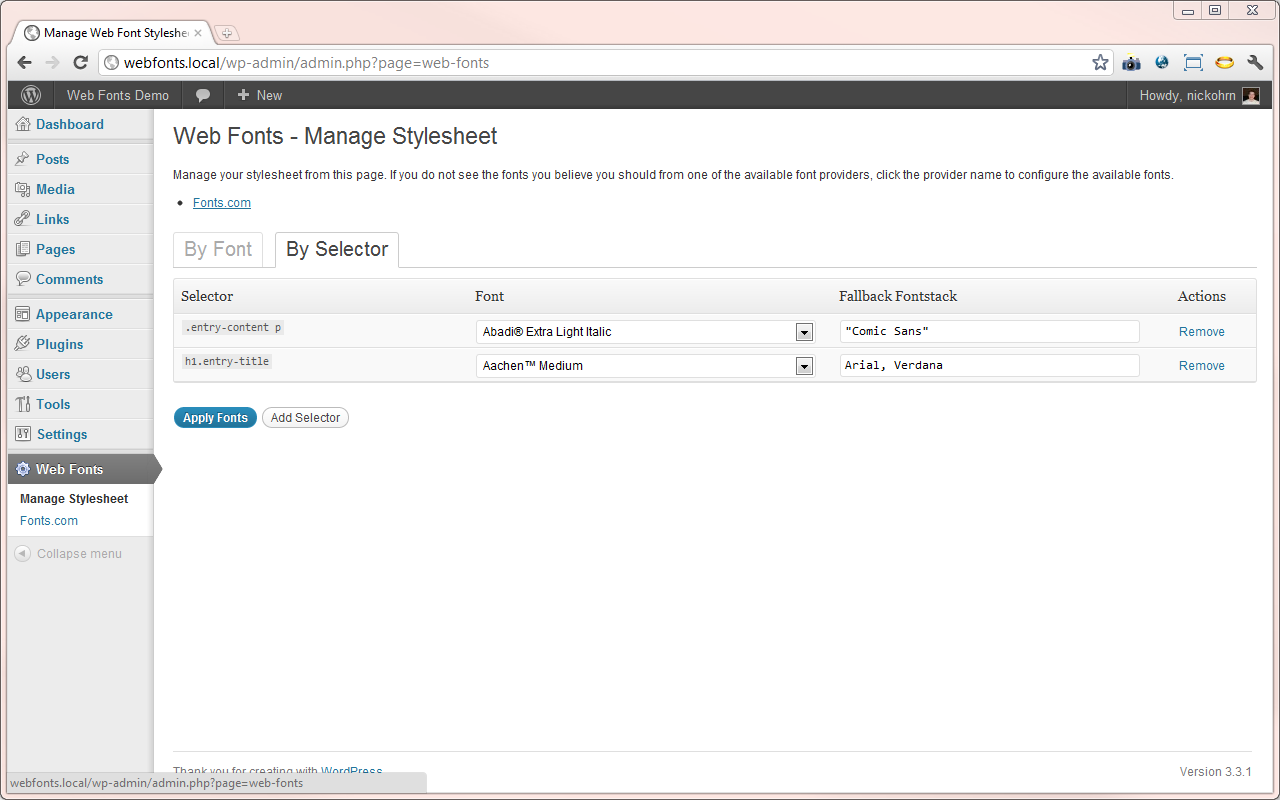 Manage Web Font Styleshe
webfonts.local/wp-admin/admin.php?page=web-fonts
Web Fonts Demo
New
Howdy, nickohrn
Dashboard
Posts
Media
Links
Pages
Comments
Appearance
Plugins
Users
Tools
Settings
Web Fonts
Manage Stylesheet
Fonts.com
Collapse menu
Web Fonts - Manage Stylesheet
Manage your stylesheet from this page. If you do not see the fonts you believe you should from one of the available font providers, click the provider name to configure the available fonts.
Fonts.com
By Font By Selector
Selector Font Fallback Fontstack Actions
.entry-content p Abadi® Extra Light Italic "Comic Sans" Remove
h1.entry-title Aachen™ Medium Arial, Verdana Remove
Apply Fonts Add Selector
Thank you for creating with WordPress
Version 3.3.1
webfonts.local/wp-admin/admin.php?page=web-fonts